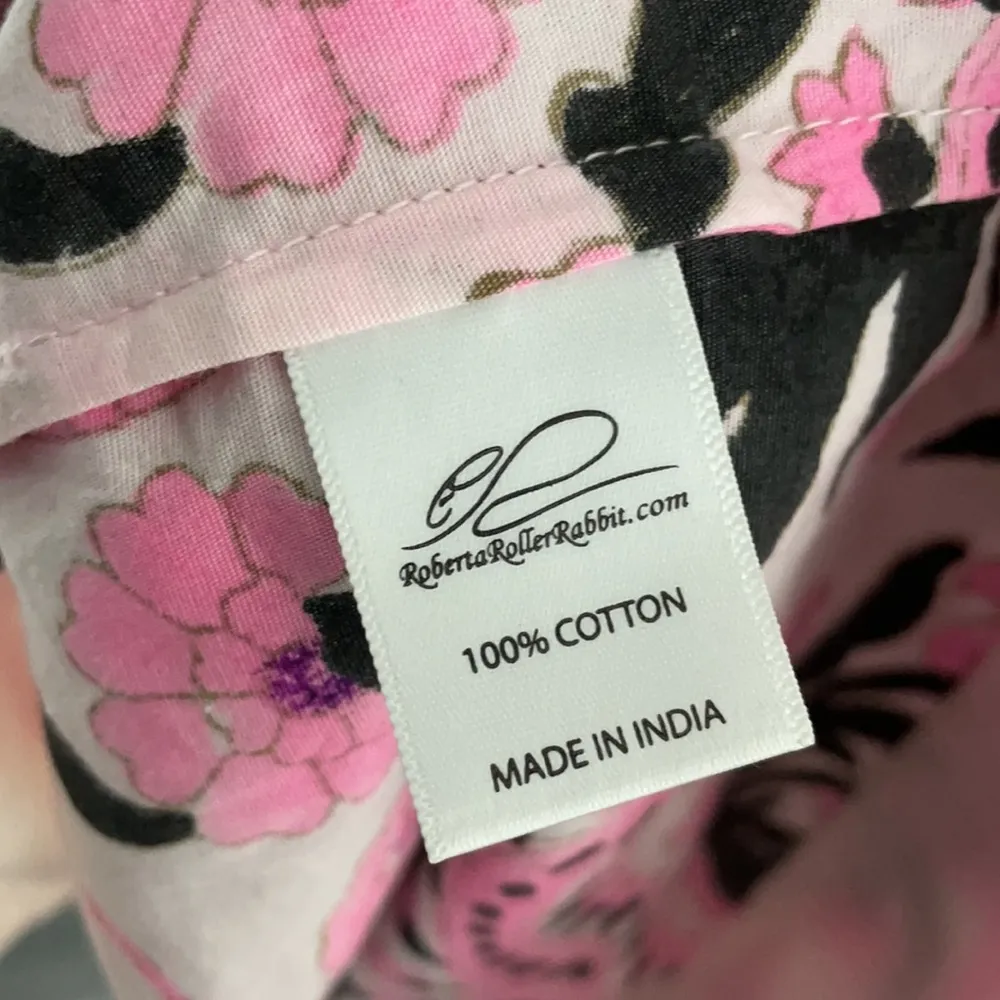 RobertaRollerRabbit.com
100% COTTON
MADE IN INDIA